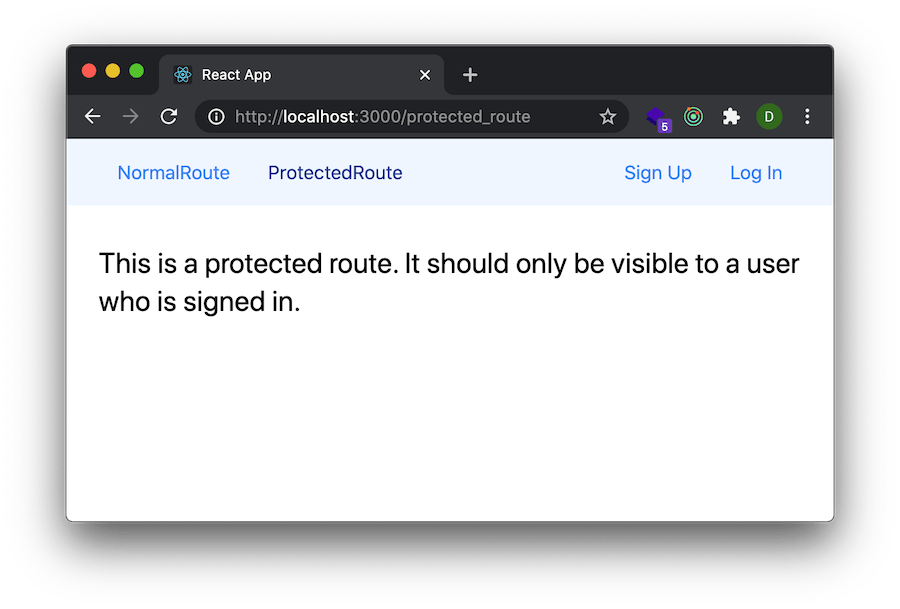 React App
http://localhost:3000/protected_route
5
D
NormalRoute ProtectedRoute Sign Up Log In
This is a protected route. It should only be visible to a user
who is signed in.